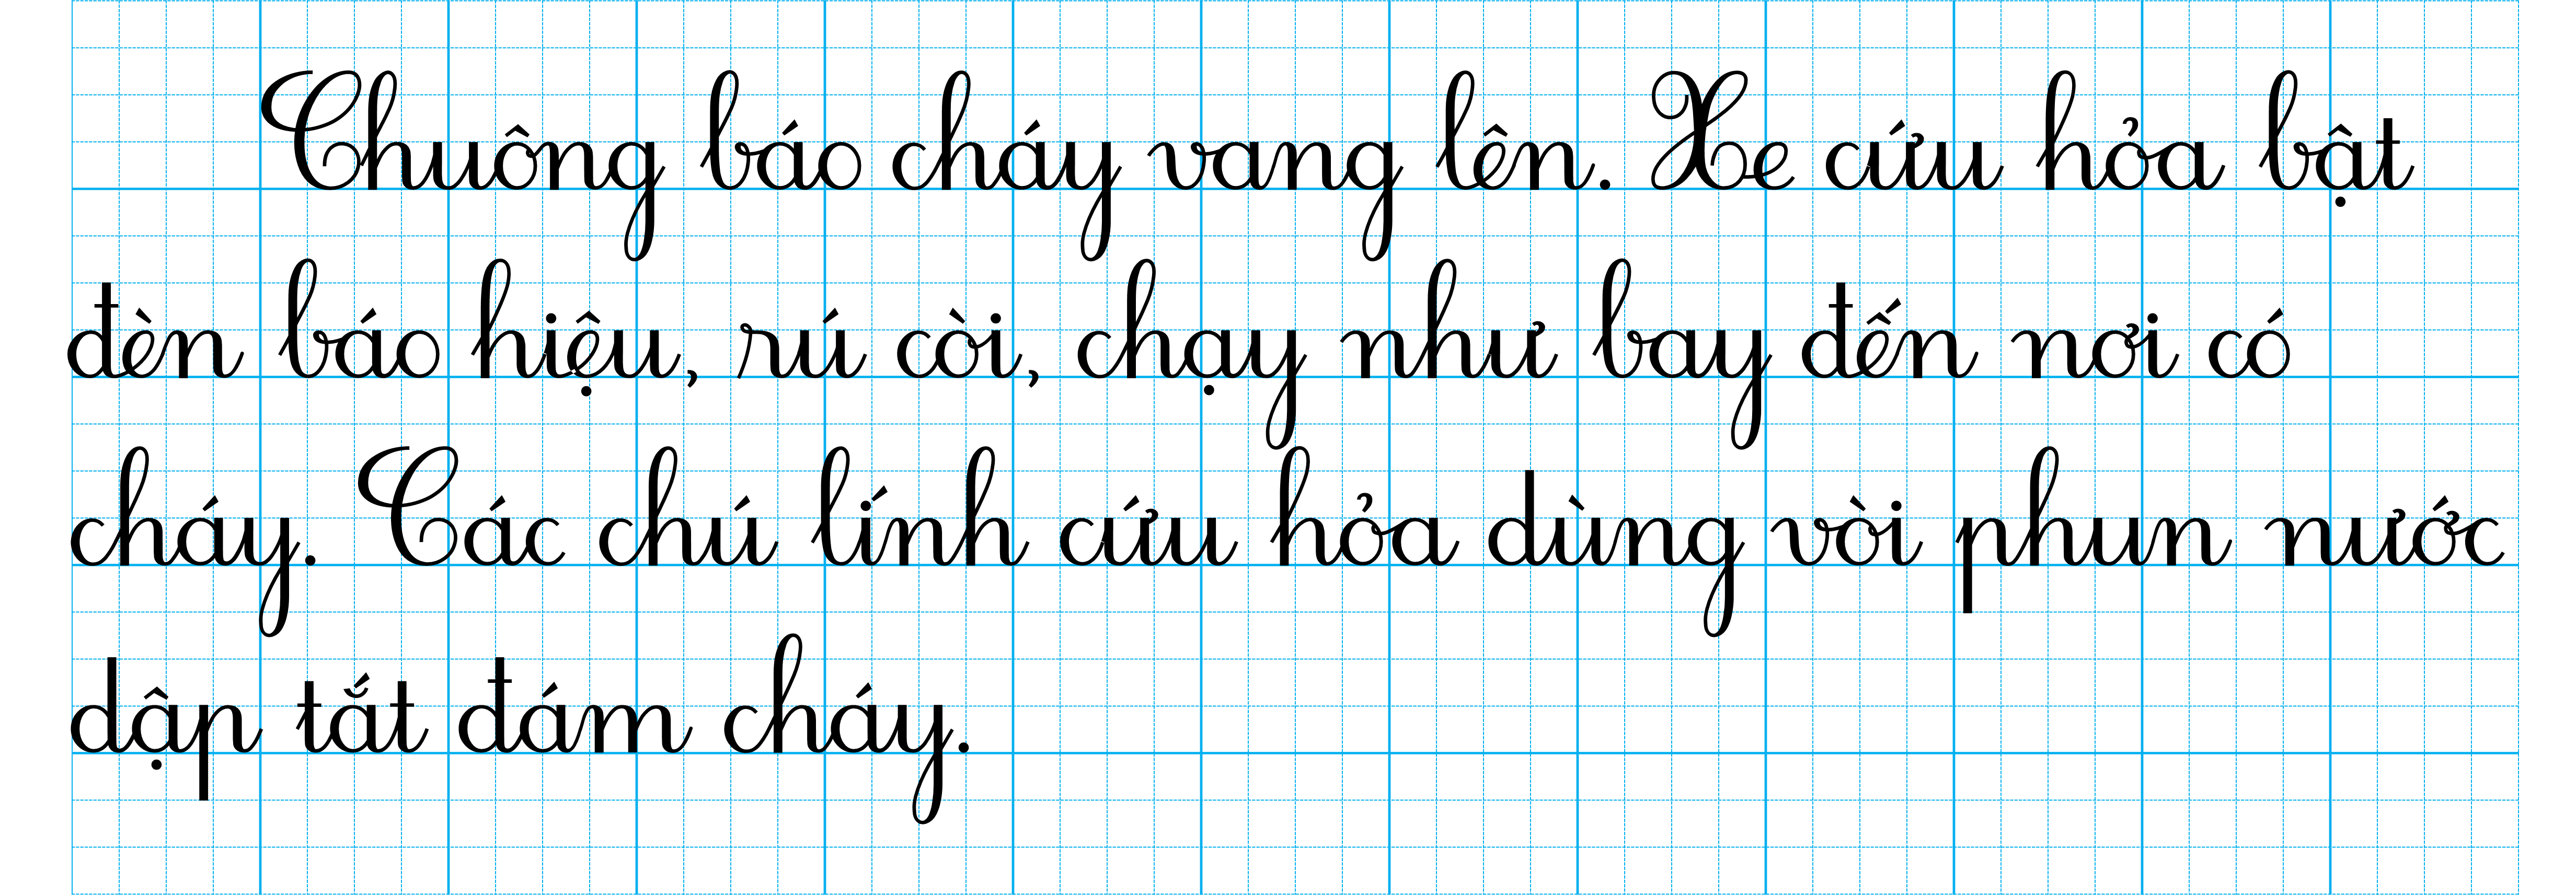 Chuông báo cháy vang lên. Xe cứu hỏa bật
đèn báo hiệu, rú còi, chạy như bay đến nơi có
cháy. Các chú lính cứu hỏa dùng vòi phun nước
dập tắt đám cháy.